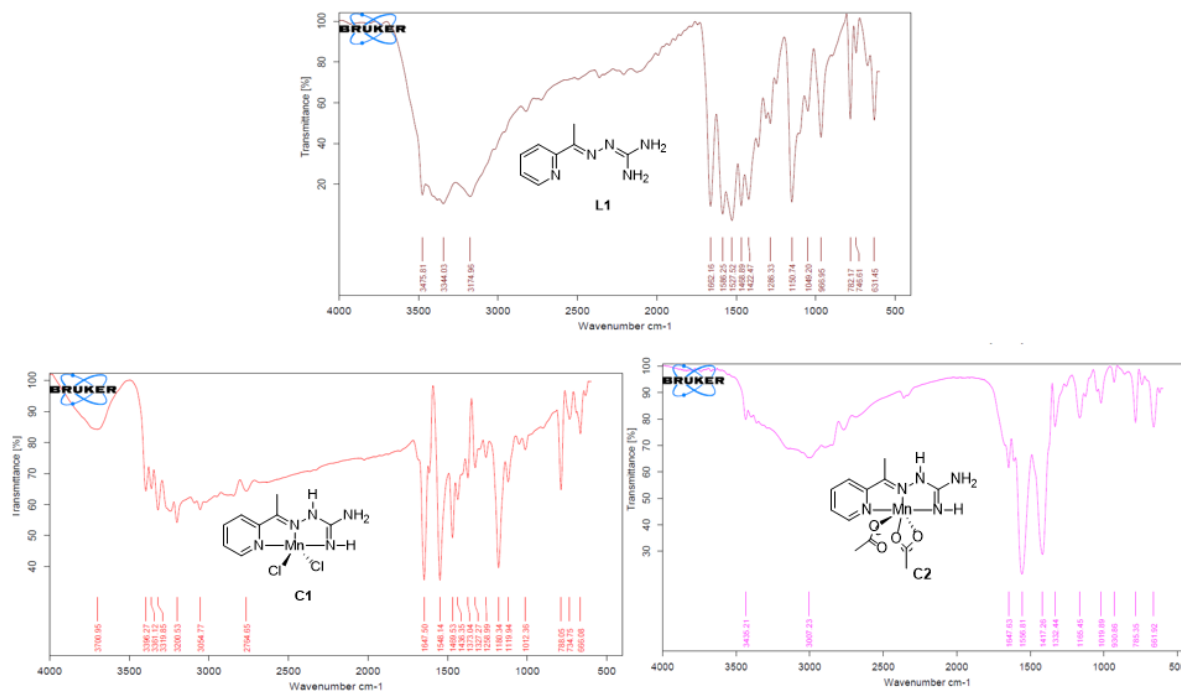 BRUKER
Transmittance [%]
100
80
60
40
20
N
N
N
NH₂
NH₂
L1
3475.81
3344.03
3174.96
1662.16
1586.25
1527.52
1468.89
1422.47
1286.33
1150.74
1049.20
966.95
782.17
746.61
631.45
4000
3500
3000
2500
2000
1500
1000
500
Wavenumber cm-1
BRUKER
Transmittance [%]
100
90
80
70
60
50
40
H
N
N
NH₂
N
Mn
N
H
Cl
Cl
C1
3700.95
3396.27
3361.12
3319.85
3200.53
3054.77
2764.65
1647.50
1548.14
1469.53
1436.35
1373.04
1327.27
1258.99
1180.34
1119.94
1012.36
788.05
734.75
666.08
4000
3500
3000
2500
2000
1500
1000
500
Wavenumber cm-1
BRUKER
Transmittance [%]
100
90
80
70
60
50
40
30
H
N
N
NH₂
N
Mn
N
H
O
O
O
O
C2
3435.21
3007.23
1647.63
1556.81
1417.26
1332.44
1165.45
1019.89
930.66
785.35
661.92
4000
3500
3000
2500
2000
1500
1000
500
Wavenumber cm-1